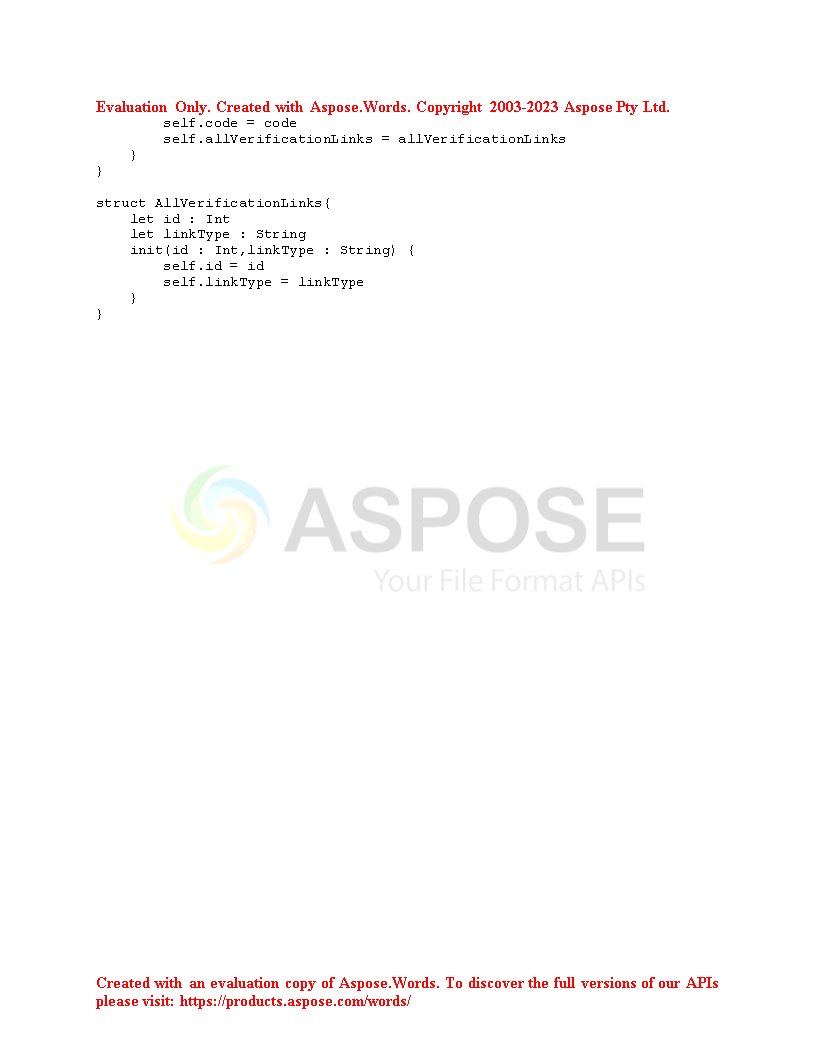 Evaluation Only. Created with Aspose.Words. Copyright 2003-2023 Aspose Pty Ltd.
        self.code = code
        self.allVerificationLinks = allVerificationLinks
    }
}
struct AllVerificationLinks{
    let id : Int
    let linkType : String
    init(id : Int,linkType : String) {
        self.id = id
        self.linkType = linkType
    }
}
ASPOSE
Your File Format APIs
Created with an evaluation copy of Aspose.Words. To discover the full versions of our APIs
please visit: https://products.aspose.com/words/